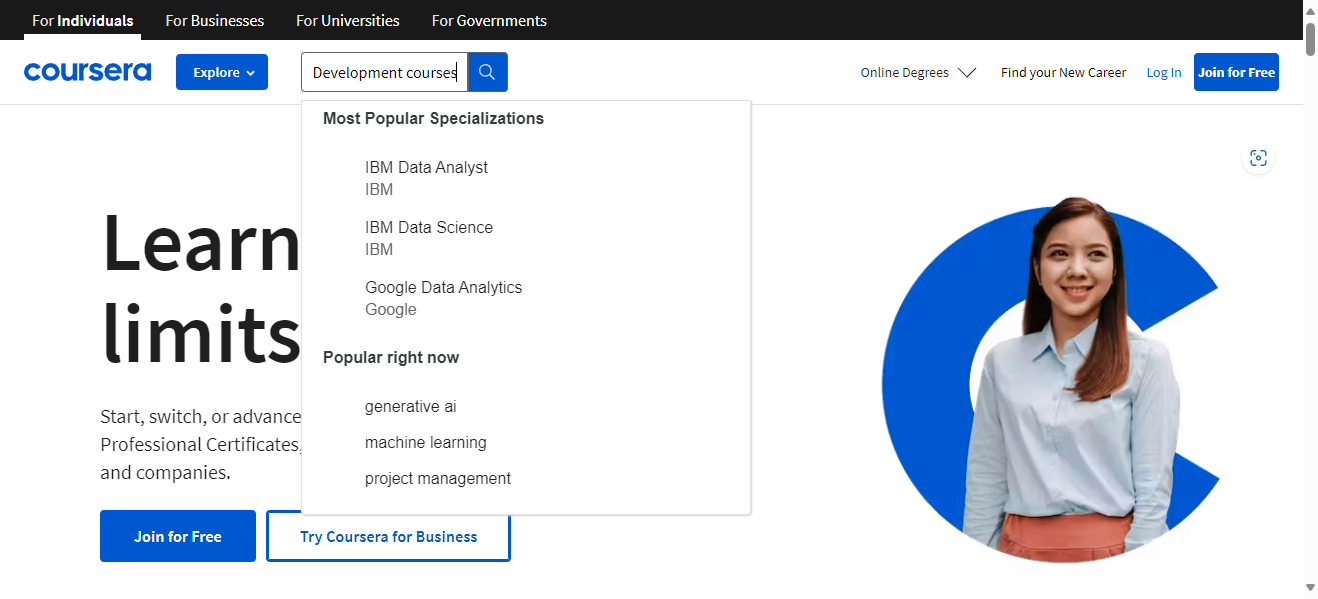 For Individuals For Businesses For Universities For Governments
coursera Explore Development courses Online Degrees Find your New Career Log In Join for Free
Most Popular Specializations
IBM Data Analyst
IBM
IBM Data Science
IBM
Google Data Analytics
Google
Popular right now
generative ai
machine learning
project management
Learn
limits
Start, switch, or advance
Professional Certificates,
and companies.
Join for Free Try Coursera for Business